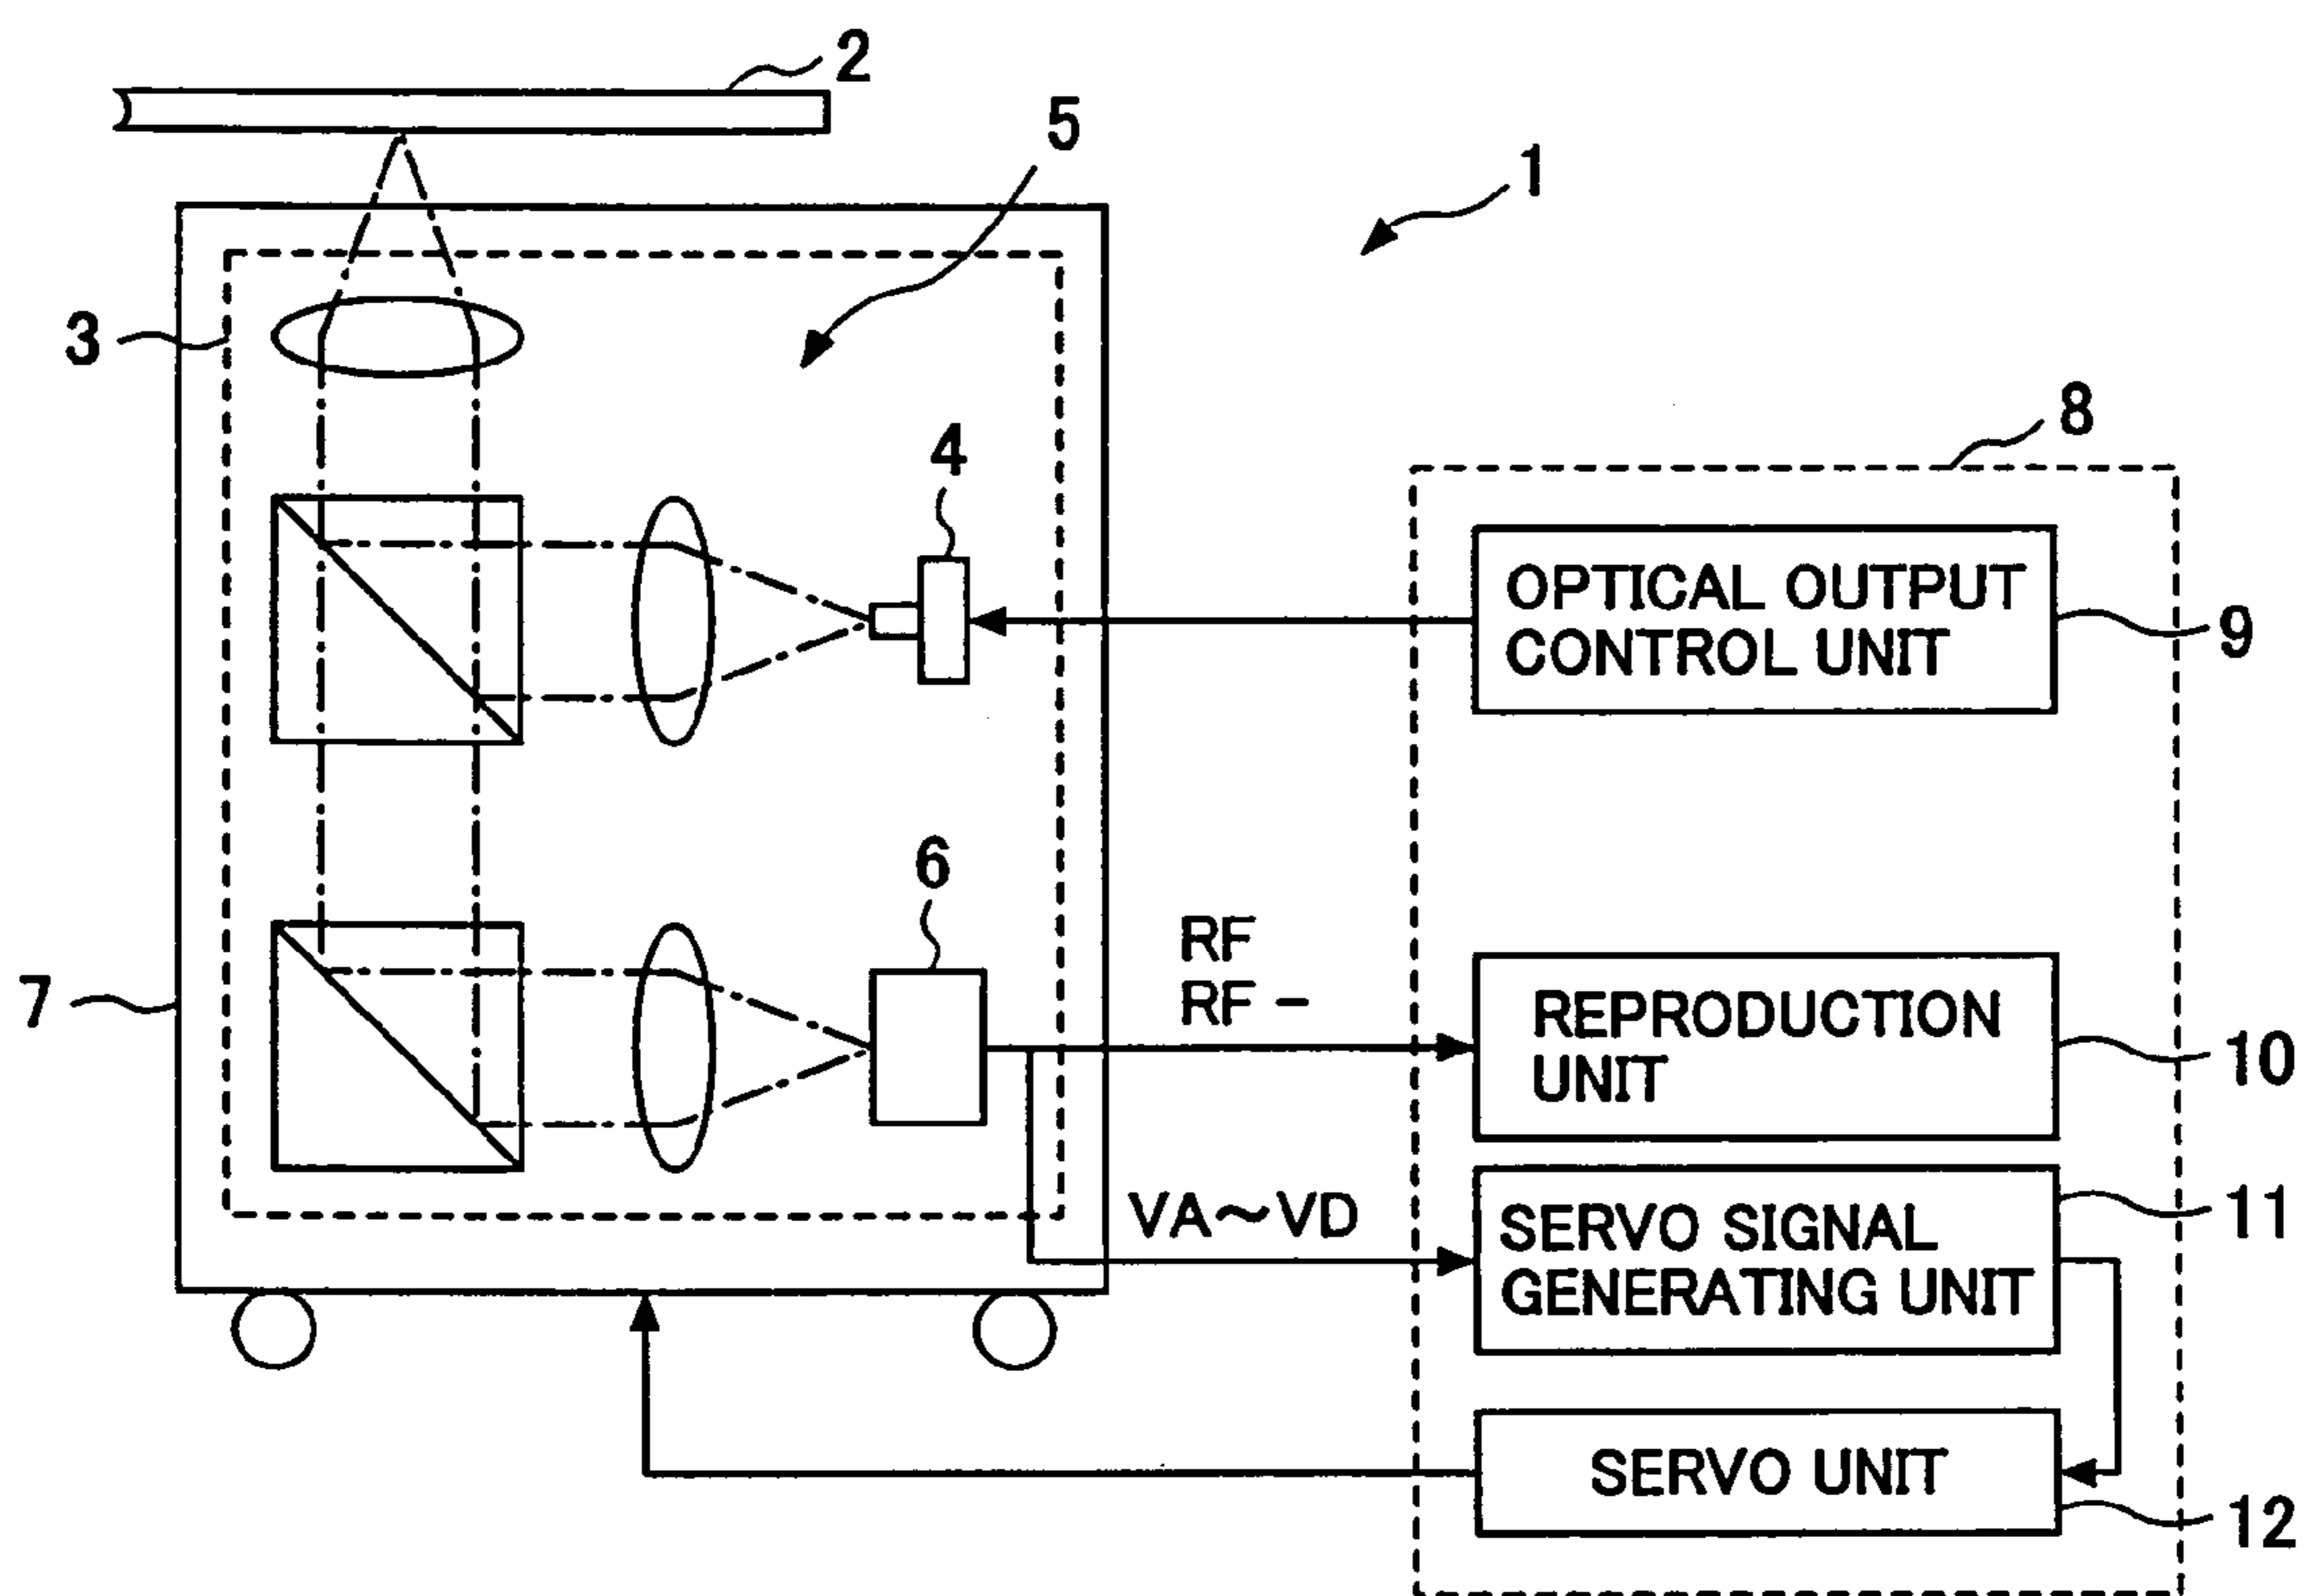 2
5
1
3
8
4
OPTICAL OUTPUT
CONTROL UNIT
9
6
RF
RF -
7
REPRODUCTION
UNIT
10
VA~VD
SERVO SIGNAL
GENERATING UNIT
11
SERVO UNIT
12